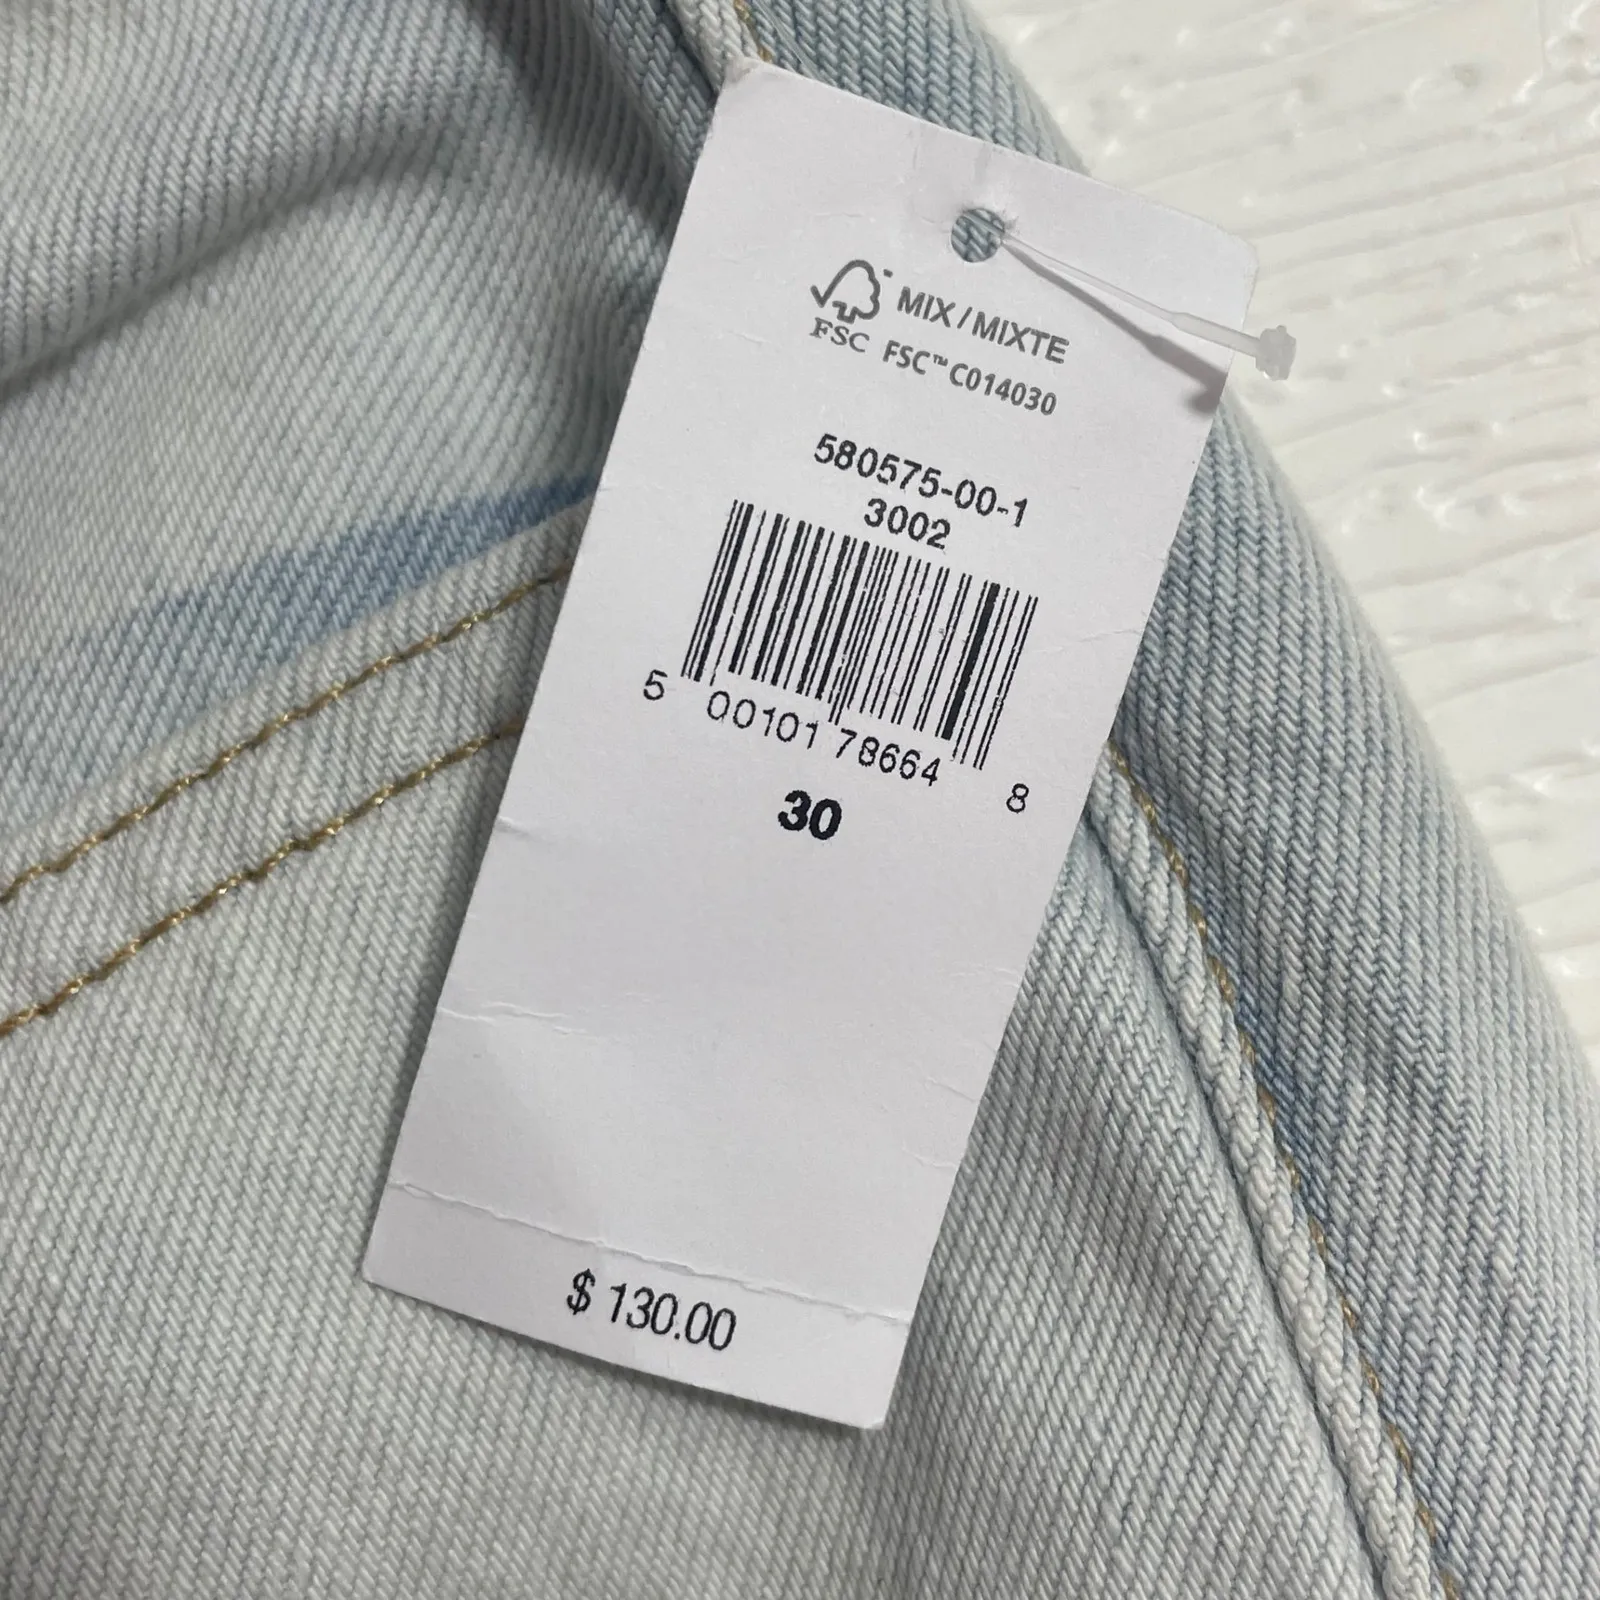 MIX / MIXTE
FSC FSC™ C014030
580575-00-1
3002
5 00101 78664 8
30
$ 130.00